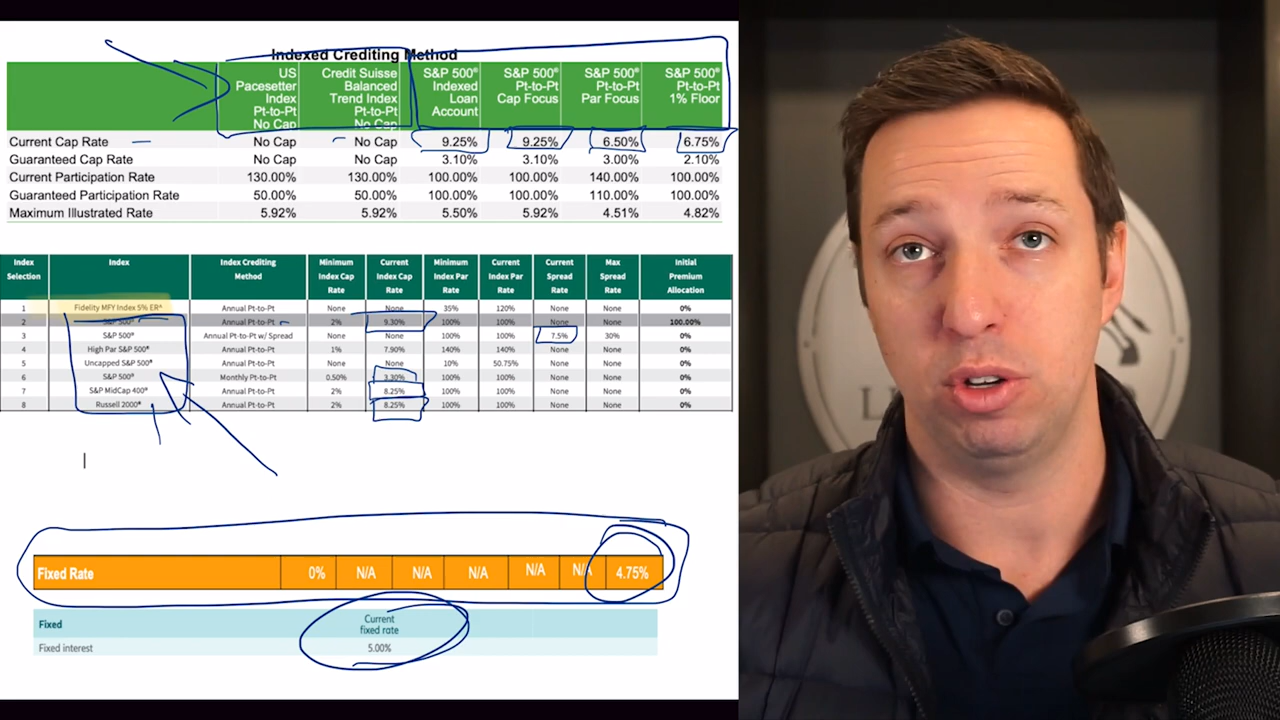 Indexed Crediting Method
US Pacesetter Index Pt-to-Pt No Cap
Credit Suisse Balanced Trend Index Pt-to-Pt No Cap
S&P 500® Indexed Loan Account
S&P 500® Pt-to-Pt Cap Focus
S&P 500® Pt-to-Pt Par Focus
S&P 500® Pt-to-Pt 1% Floor
Current Cap Rate No Cap No Cap 9.25% 9.25% 6.50% 6.75%
Guaranteed Cap Rate No Cap No Cap 3.10% 3.10% 3.00% 2.10%
Current Participation Rate 130.00% 130.00% 100.00% 100.00% 140.00% 100.00%
Guaranteed Participation Rate 50.00% 50.00% 100.00% 100.00% 110.00% 100.00%
Maximum Illustrated Rate 5.92% 5.92% 5.50% 5.92% 4.51% 4.82%
Index Selection
Index
Index Crediting Method
Minimum Index Cap Rate
Current Index Cap Rate
Minimum Index Par Rate
Current Index Par Rate
Current Spread Rate
Max Spread Rate
Initial Premium Allocation
1 Fidelity MFY Index 5% ER^ Annual Pt-to-Pt None None 35% 120% None None 0%
2 S&P 500® Annual Pt-to-Pt 2% 9.30% 100% 100% None None 100.00%
3 S&P 500® Annual Pt-to-Pt w/ Spread None None 100% 100% 7.5% 30% 0%
4 High Par S&P 500® Annual Pt-to-Pt 1% 7.90% 140% 140% None None 0%
5 Uncapped S&P 500® Annual Pt-to-Pt None None 10% 50.75% None None 0%
6 S&P 500® Monthly Pt-to-Pt 0.50% 3.30% 100% 100% None None 0%
7 S&P MidCap 400® Annual Pt-to-Pt 2% 8.25% 100% 100% None None 0%
8 Russell 2000® Annual Pt-to-Pt 2% 8.25% 100% 100% None None 0%
Fixed Rate 0% N/A N/A N/A N/A N/A 4.75%
Fixed Current fixed rate
Fixed interest 5.00%